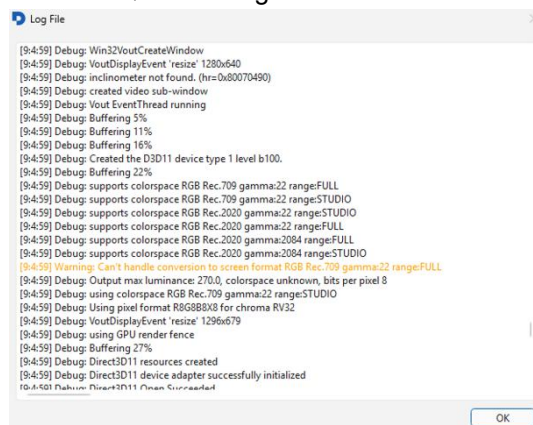 Log File
[9:4:59] Debug: Win32VoutCreateWindow
[9:4:59] Debug: VoutDisplayEvent 'resize' 1280x640
[9:4:59] Debug: inclinometer not found. (hr=0x80070490)
[9:4:59] Debug: created video sub-window
[9:4:59] Debug: Vout EventThread running
[9:4:59] Debug: Buffering 5%
[9:4:59] Debug: Buffering 11%
[9:4:59] Debug: Buffering 16%
[9:4:59] Debug: Created the D3D11 device type 1 level b100.
[9:4:59] Debug: Buffering 22%
[9:4:59] Debug: supports colorspace RGB Rec.709 gamma:22 range:FULL
[9:4:59] Debug: supports colorspace RGB Rec.709 gamma:22 range:STUDIO
[9:4:59] Debug: supports colorspace RGB Rec.2020 gamma:22 range:STUDIO
[9:4:59] Debug: supports colorspace RGB Rec.2020 gamma:22 range:FULL
[9:4:59] Debug: supports colorspace RGB Rec.2020 gamma:2084 range:FULL
[9:4:59] Debug: supports colorspace RGB Rec.2020 gamma:2084 range:STUDIO
[9:4:59] Warning: Can't handle conversion to screen format RGB Rec.709 gamma:22 range:FULL
[9:4:59] Debug: Output max luminance: 270.0, colorspace unknown, bits per pixel 8
[9:4:59] Debug: using colorspace RGB Rec.709 gamma:22 range:STUDIO
[9:4:59] Debug: Using pixel format R8G8B8X8 for chroma RV32
[9:4:59] Debug: VoutDisplayEvent 'resize' 1296x679
[9:4:59] Debug: using GPU render fence
[9:4:59] Debug: Buffering 27%
[9:4:59] Debug: Direct3D11 resources created
[9:4:59] Debug: Direct3D11 device adapter successfully initialized
[9:4:59] Debug: Direct3D11 Open Succeeded
OK